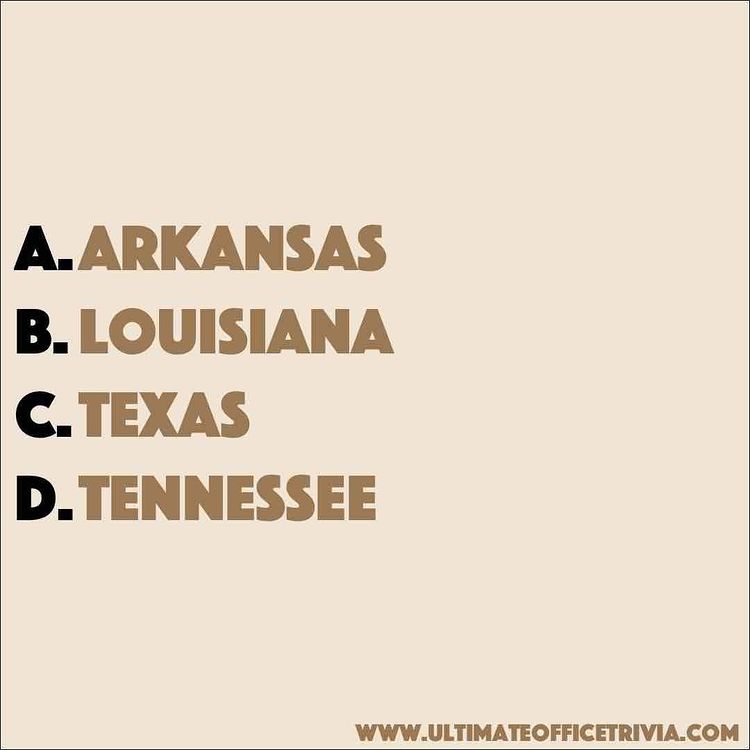 A. ARKANSAS
B. LOUISIANA
C. TEXAS
D. TENNESSEE
WWW.ULTIMATEOFFICETRIVIA.COM